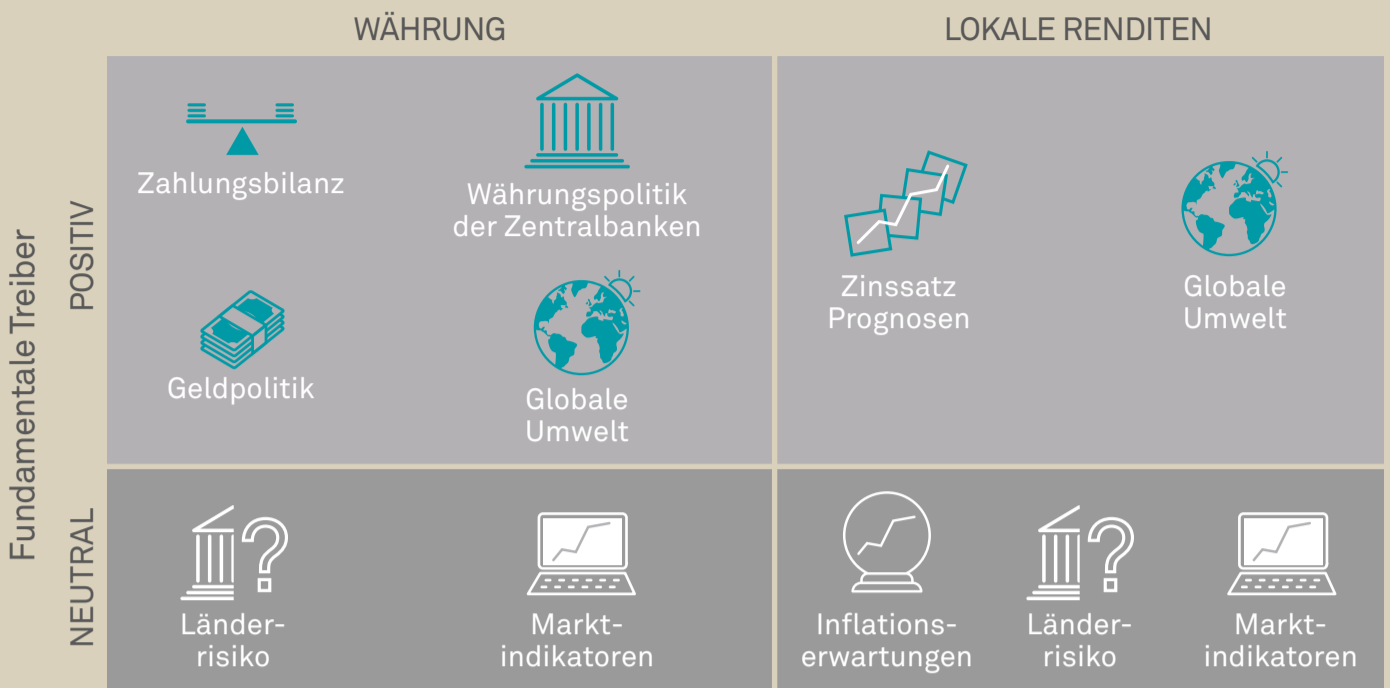 WÄHRUNG
LOKALE RENDITEN
Fundamentale Treiber
POSITIV
Zahlungsbilanz
Währungspolitik
der Zentralbanken
Geldpolitik
Globale
Umwelt
Zinssatz
Prognosen
Globale
Umwelt
NEUTRAL
Länder-
risiko
Markt-
indikatoren
Inflations-
erwartungen
Länder-
risiko
Markt-
indikatoren